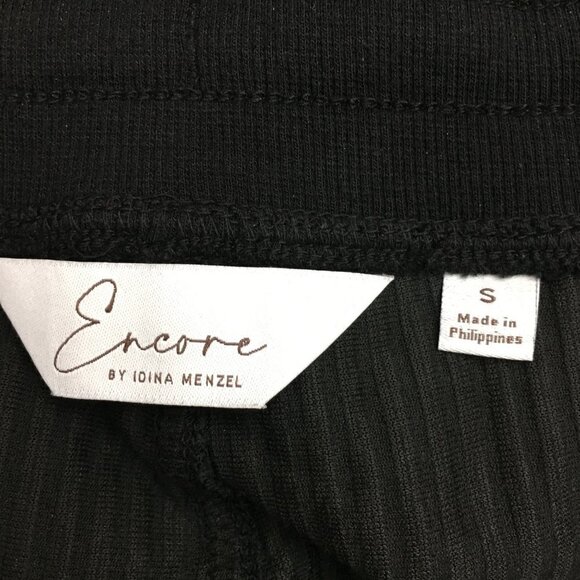 Encore
BY IDINA MENZEL
S
Made in
Philippines